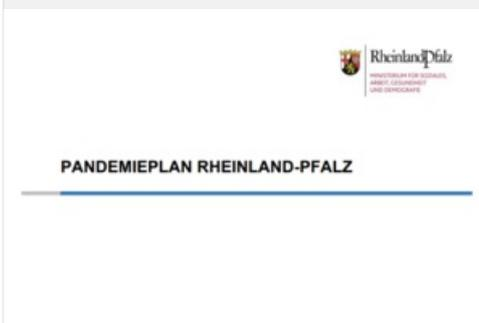 RheinlandPfalz
MINISTERIUM FÜR SOZIALES,
ARBEIT, GESUNDHEIT
UND DEMOGRAFIE
PANDEMIEPLAN RHEINLAND-PFALZ